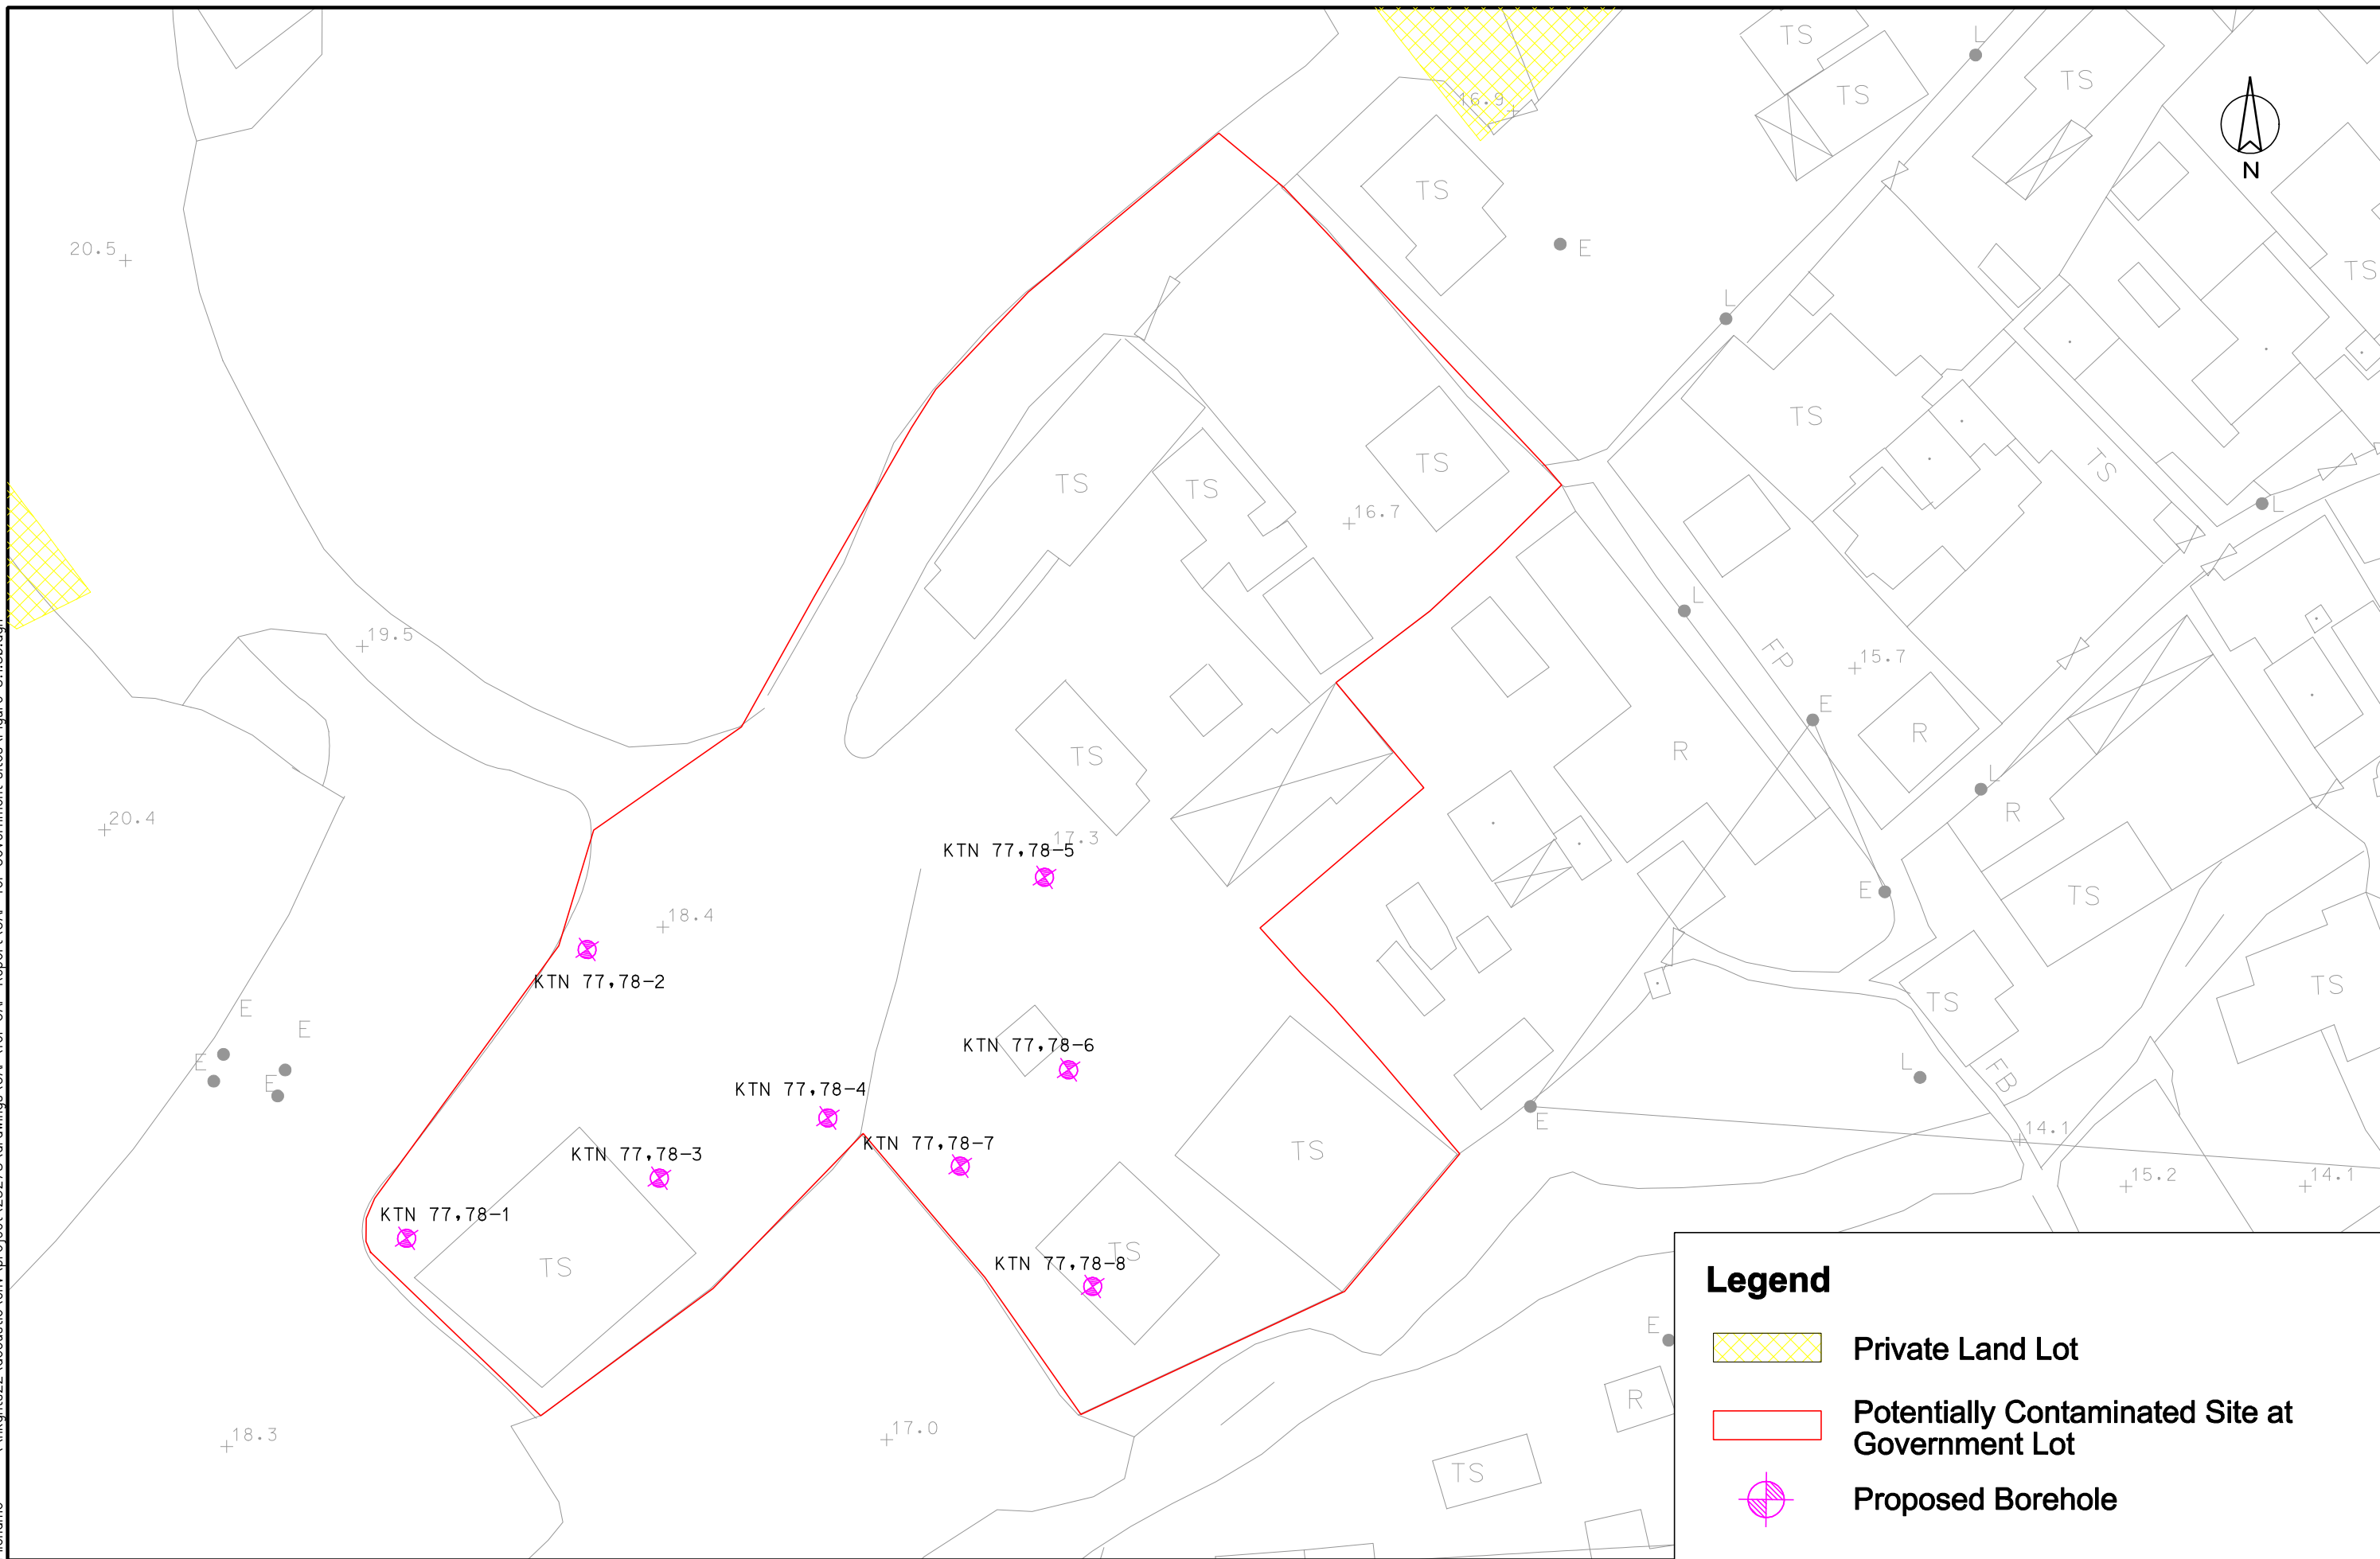 TS
L
TS
TS
16.9
TS
N
20.5
E
TS
L
TS
TS
TS
TS
TS
L
16.7
19.5
L
FP
15.7
E
R
R
TS
L
R
20.4
17.3
KTN 77,78-5
E
TS
18.4
KTN 77,78-2
TS
TS
E
E
KTN 77,78-6
E
E
L
FB
KTN 77,78-4
E
14.1
KTN 77,78-7
TS
KTN 77,78-3
15.2
14.1
KTN 77,78-1
TS
TS
KTN 77,78-8
Legend
E
Private Land Lot
R
Potentially Contaminated Site at
Government Lot
17.0
18.3
TS
Proposed Borehole